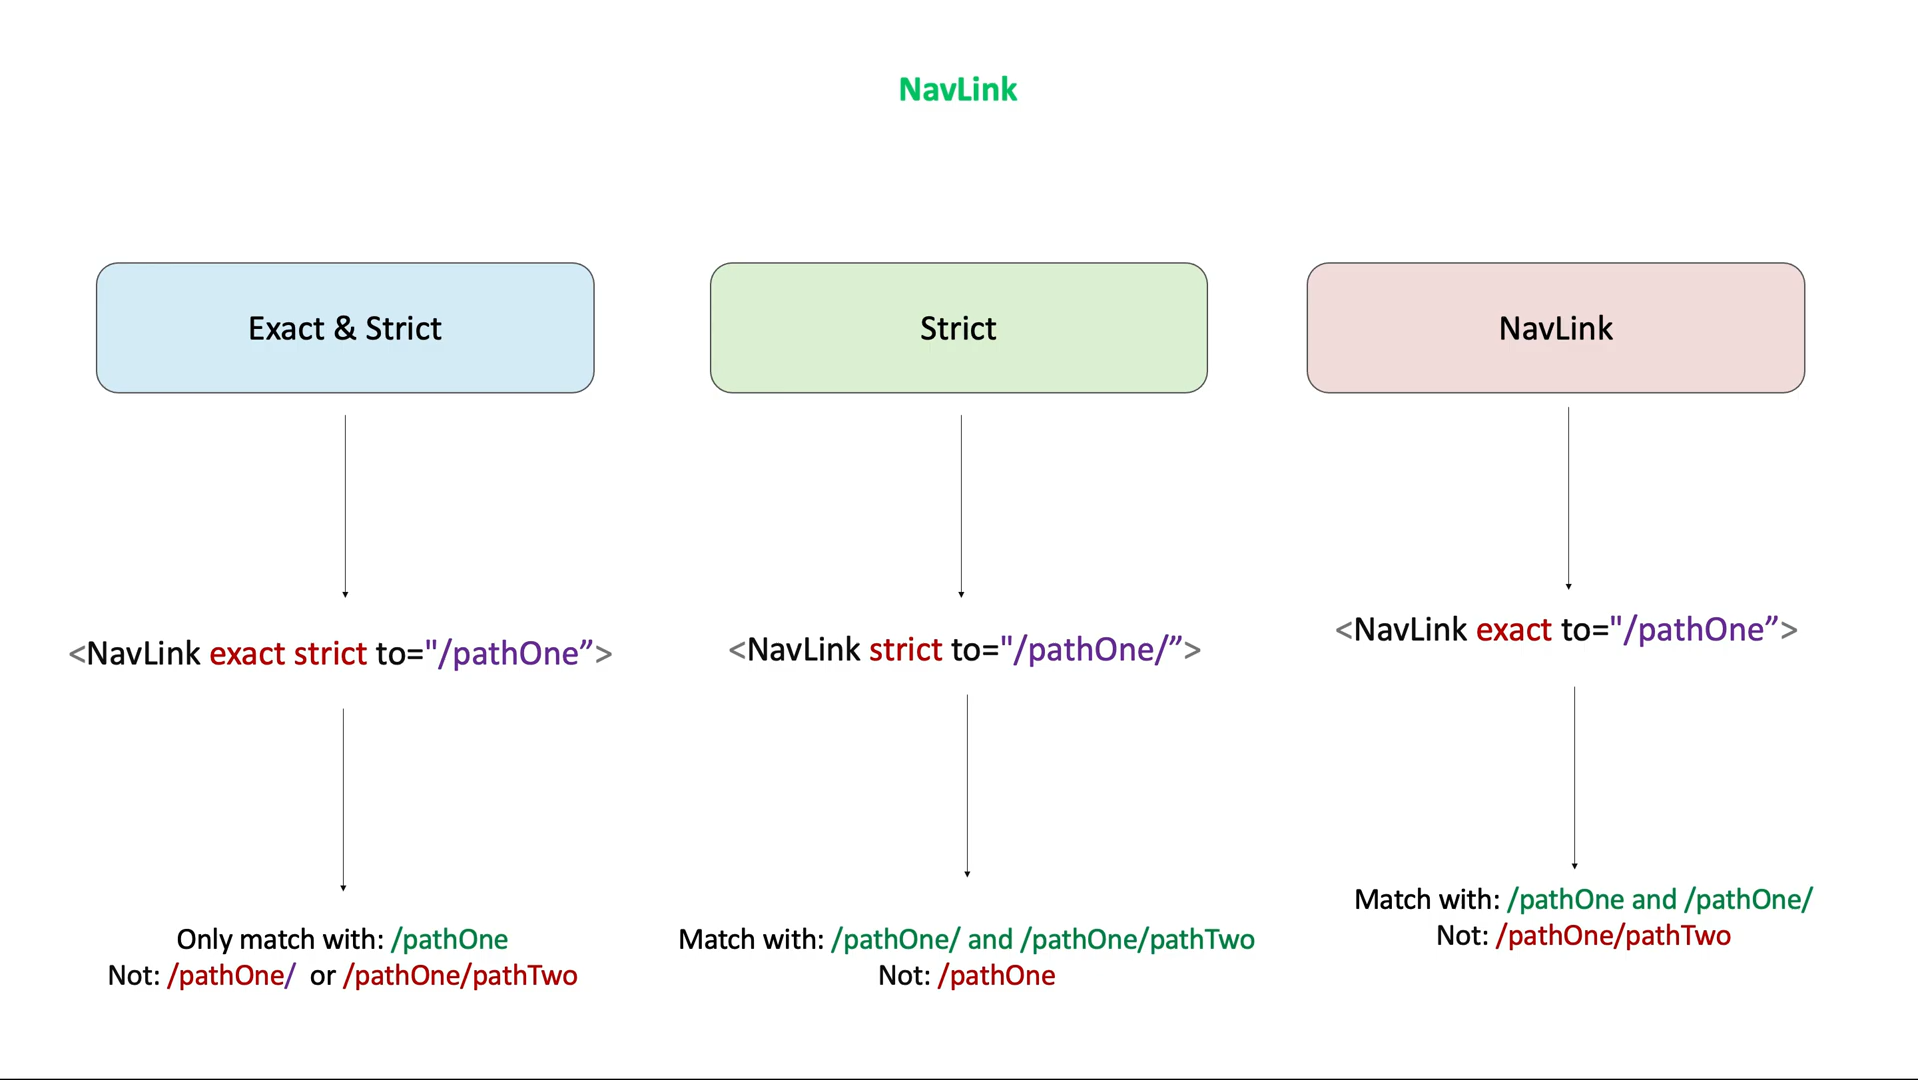 NavLink
Exact & Strict
<NavLink exact strict to="/pathOne”>
Only match with: /pathOne
Not: /pathOne/  or /pathOne/pathTwo
Strict
<NavLink strict to="/pathOne/”>
Match with: /pathOne/ and /pathOne/pathTwo
Not: /pathOne
NavLink
<NavLink exact to="/pathOne”>
Match with: /pathOne and /pathOne/
Not: /pathOne/pathTwo